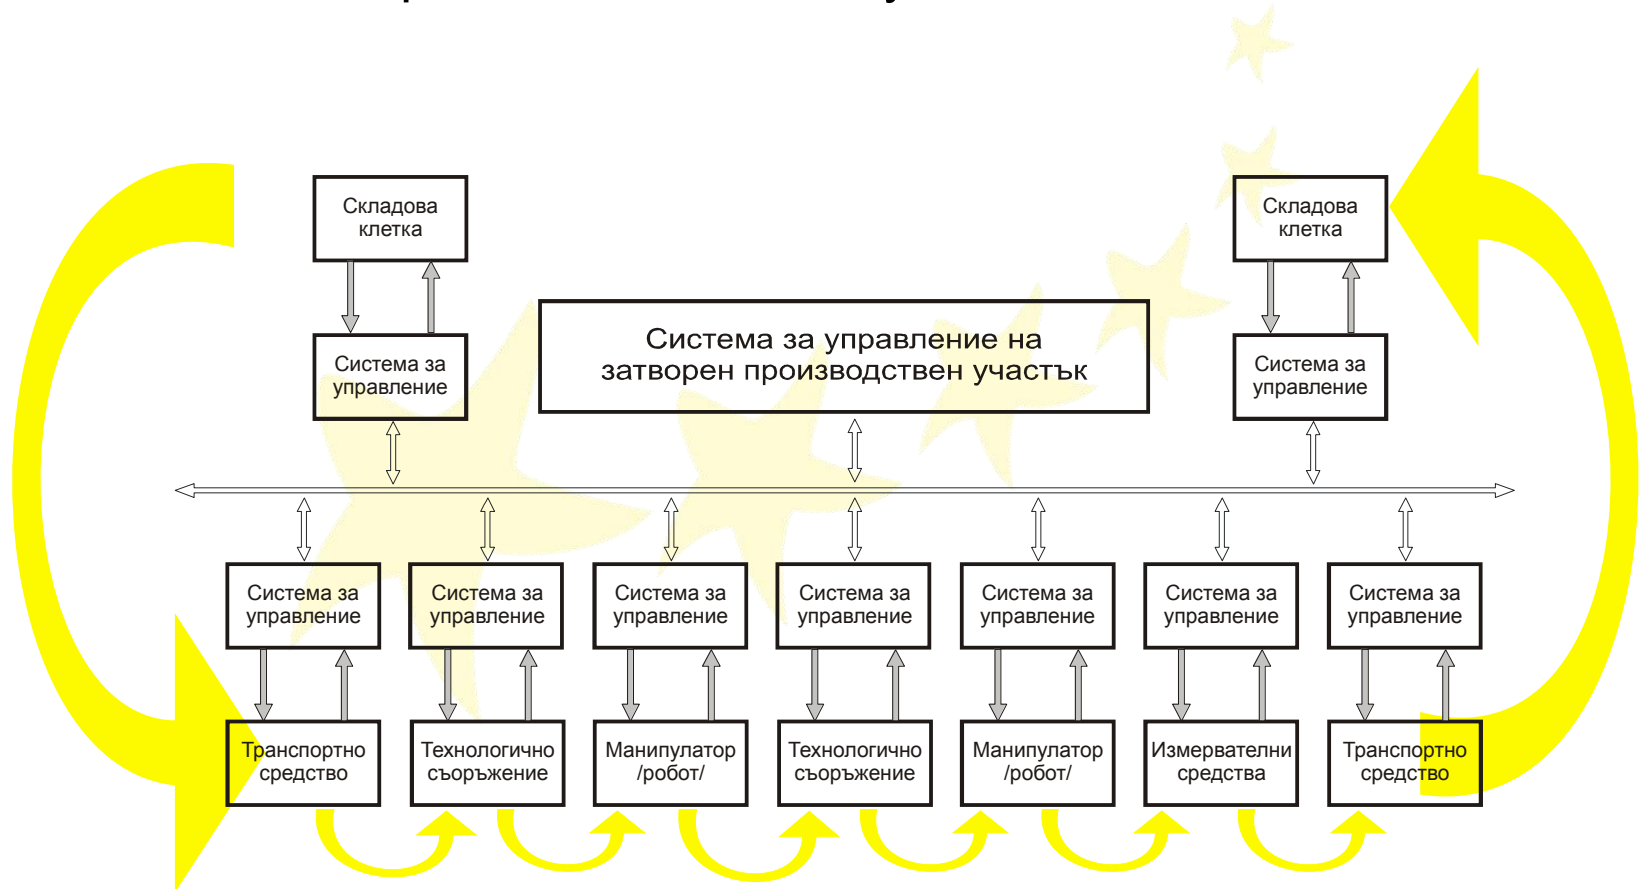 Складова
клетка
Складова
клетка
Система за управление на
затворен производствен участък
Система за
управление
Система за
управление
Система за
управление
Система за
управление
Система за
управление
Система за
управление
Система за
управление
Система за
управление
Система за
управление
Транспортно
средство
Технологично
съоръжение
Манипулатор
/робот/
Технологично
съоръжение
Манипулатор
/робот/
Измервателни
средства
Транспортно
средство